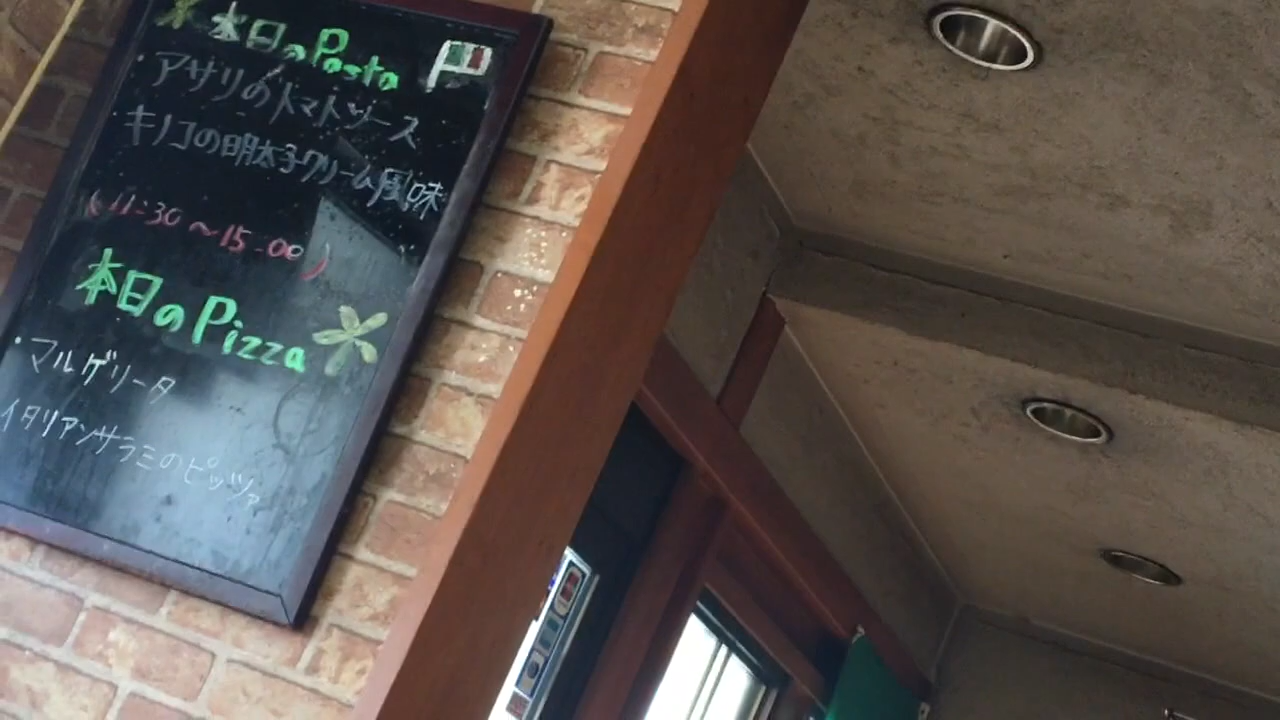 本日のPasta
・アサリのトマトソース
・キノコの明太子クリーム風味
(11:30～15:00)
本日のPizza
・マルゲリータ
イタリアンサラミのピッツァ